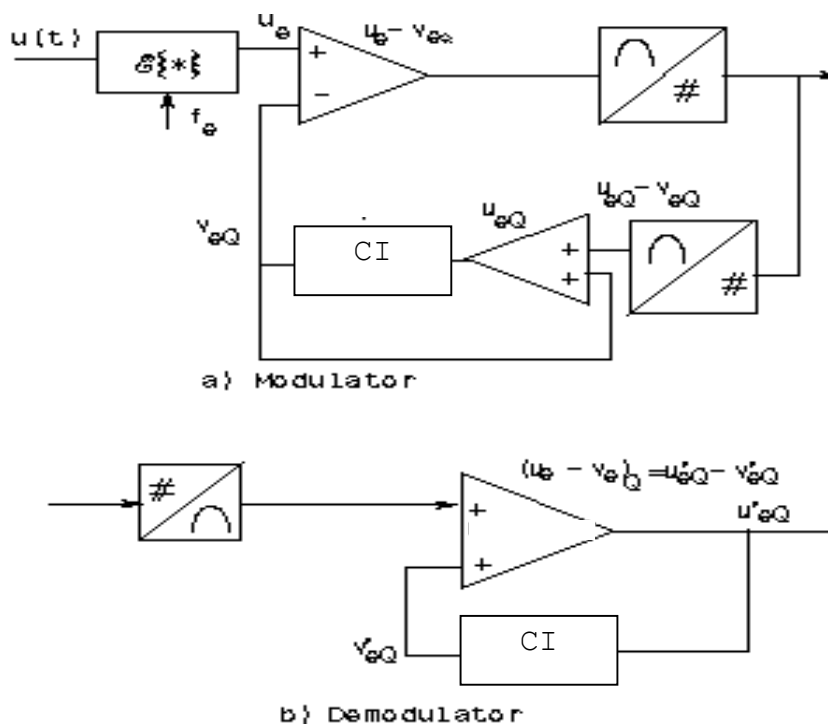 u(t)
G{*}
f_e
u_e
u_e - v_eQ
+
−
#
v_eQ
CI
u_eQ
+
+
u_eQ - v_eQ
#
a) Modulator
#
+
+
(u_e - v_e)_Q = u'_eQ - v'_eQ
u'_eQ
v'_eQ
CI
b) Demodulator